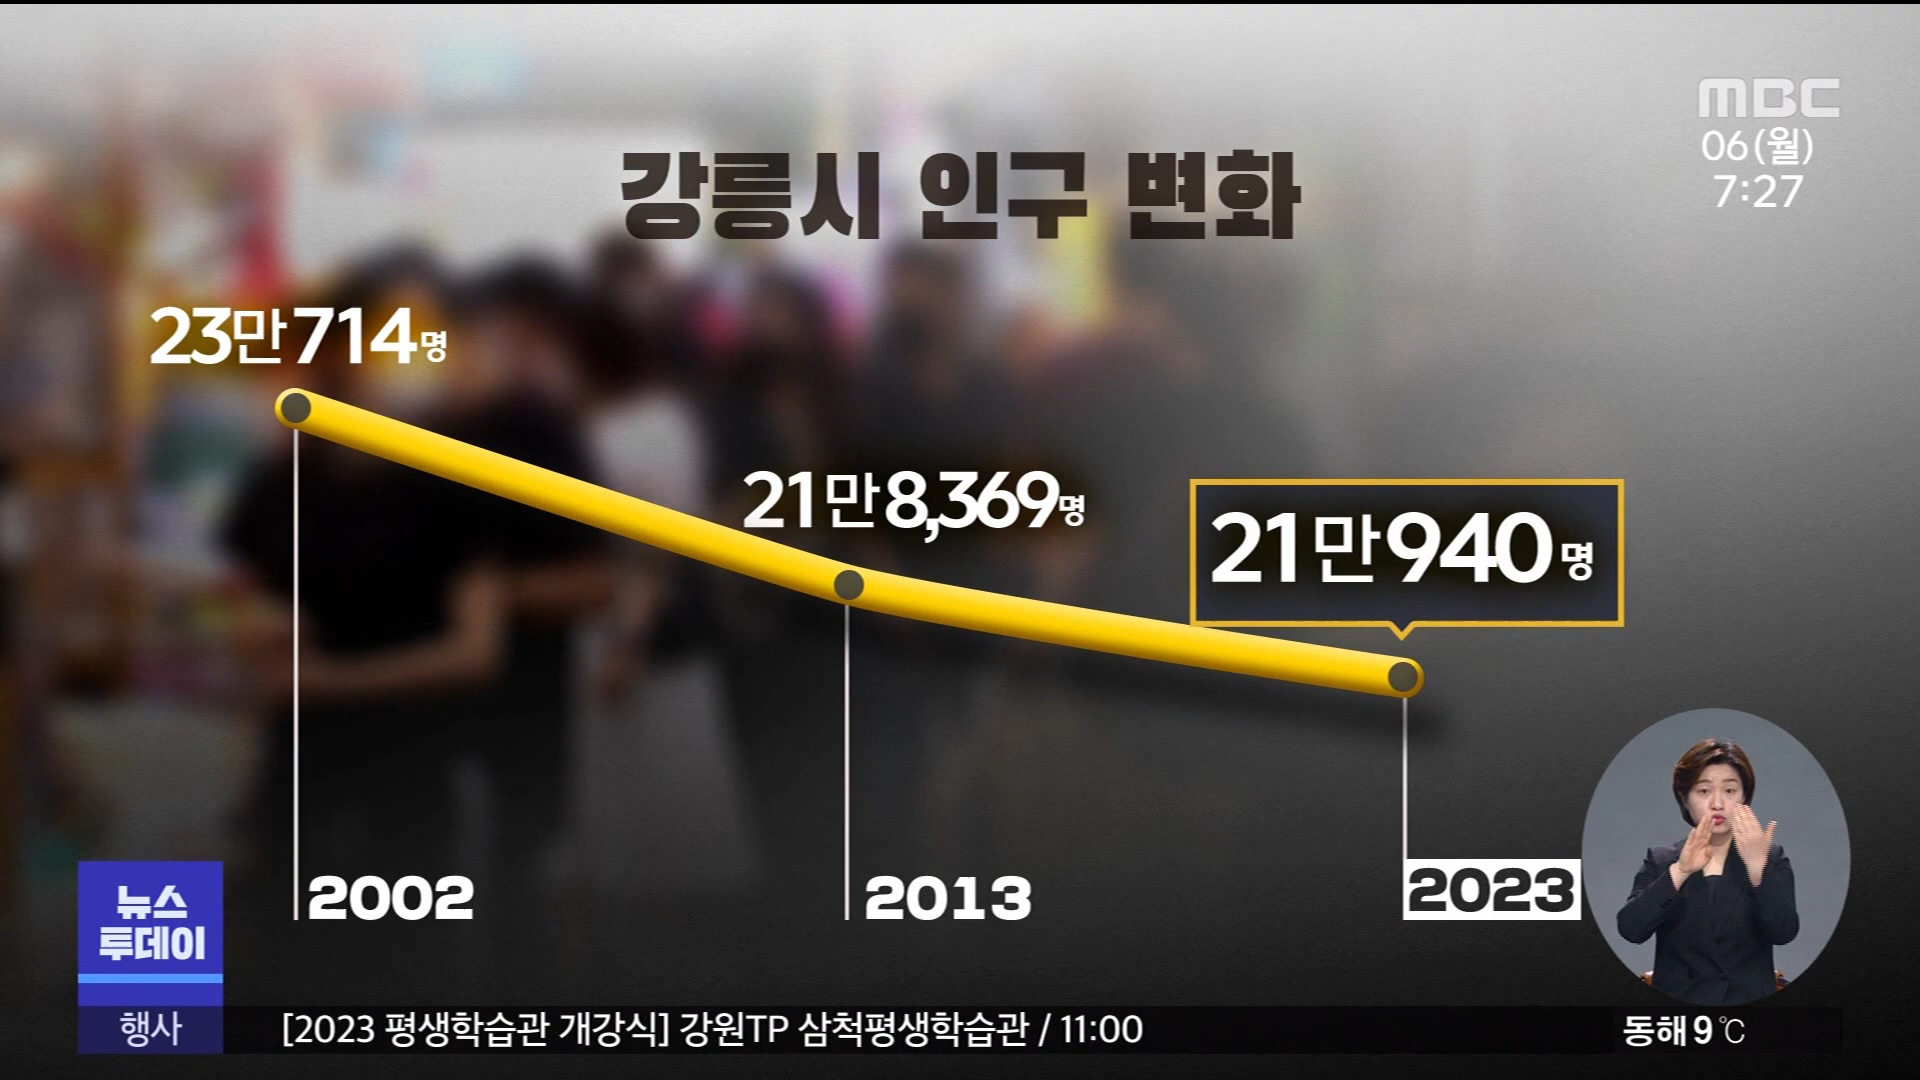 MBC
06(월)
7:27
강릉시 인구 변화
23만 714명
21만 8,369명
21만 940명
2002
2013
2023
뉴스
투데이
행사
[2023 평생학습관 개강식] 강원TP 삼척평생학습관 / 11:00
동해 9℃